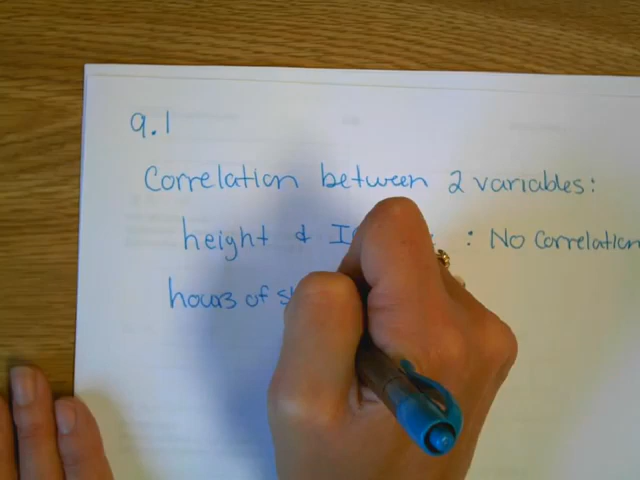 9.1
Correlation between 2 variables:
height & : No Correlation
hours of